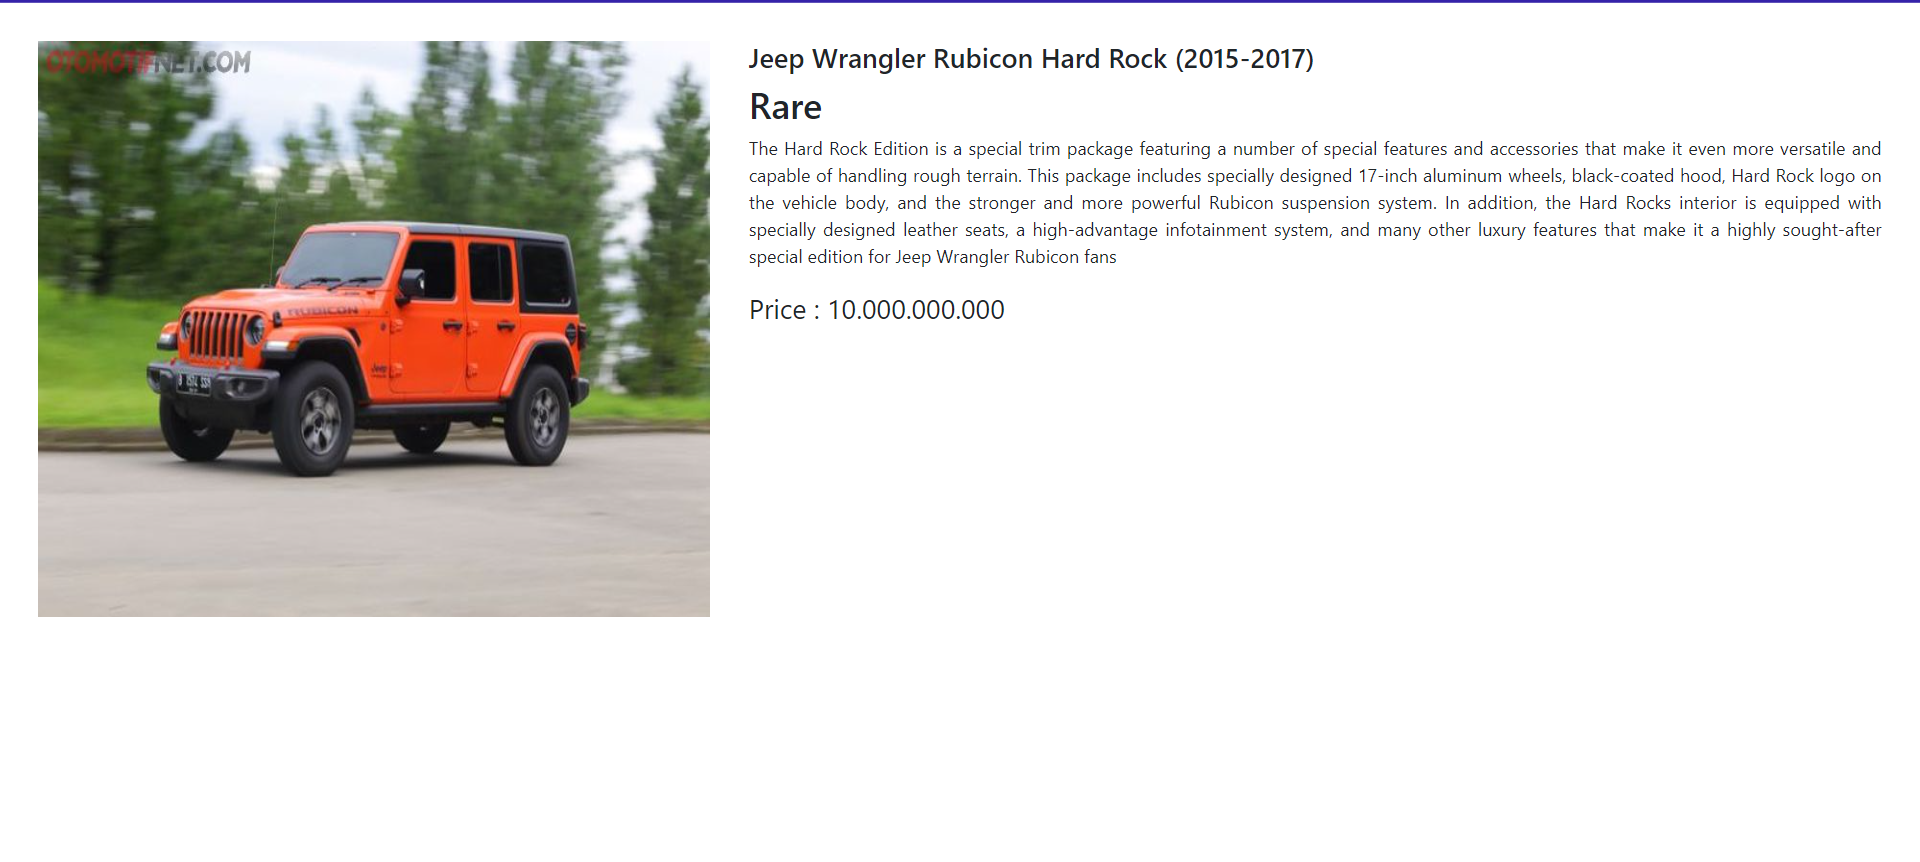 OTOMOTIFNET.COM
Jeep Wrangler Rubicon Hard Rock (2015-2017)
Rare
The Hard Rock Edition is a special trim package featuring a number of special features and accessories that make it even more versatile and
capable of handling rough terrain. This package includes specially designed 17-inch aluminum wheels, black-coated hood, Hard Rock logo on
the vehicle body, and the stronger and more powerful Rubicon suspension system. In addition, the Hard Rocks interior is equipped with
specially designed leather seats, a high-advantage infotainment system, and many other luxury features that make it a highly sought-after
special edition for Jeep Wrangler Rubicon fans
Price : 10.000.000.000
RUBICON
Jeep